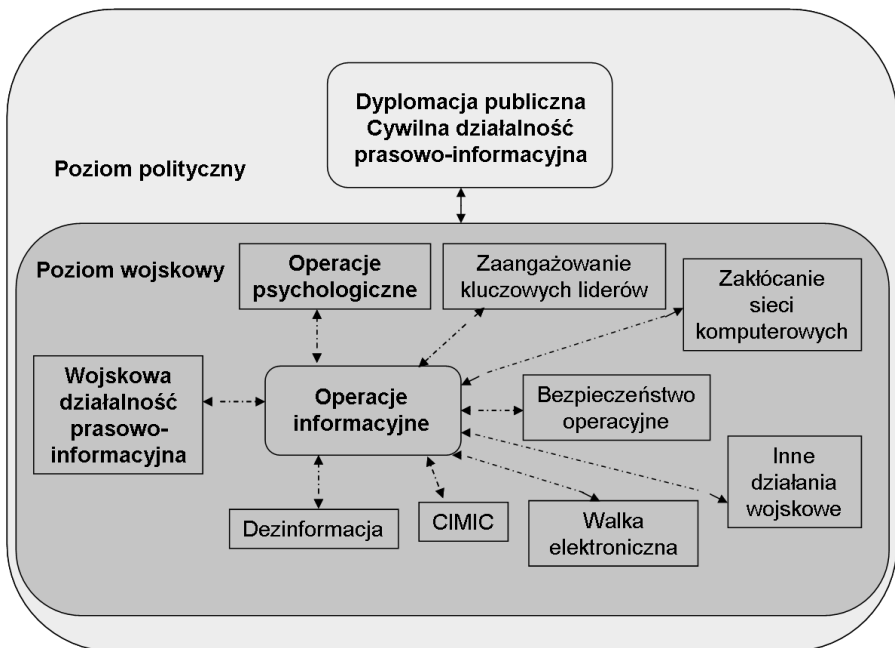 Dyplomacja publiczna
Cywilna działalność
prasowo-informacyjna
Poziom polityczny
Poziom wojskowy
Operacje
psychologiczne
Zaangażowanie
kluczowych liderów
Zakłócanie
sieci
komputerowych
Wojskowa
działalność
prasowo-
informacyjna
Operacje
informacyjne
Bezpieczeństwo
operacyjne
Inne
działania
wojskowe
Dezinformacja
CIMIC
Walka
elektroniczna